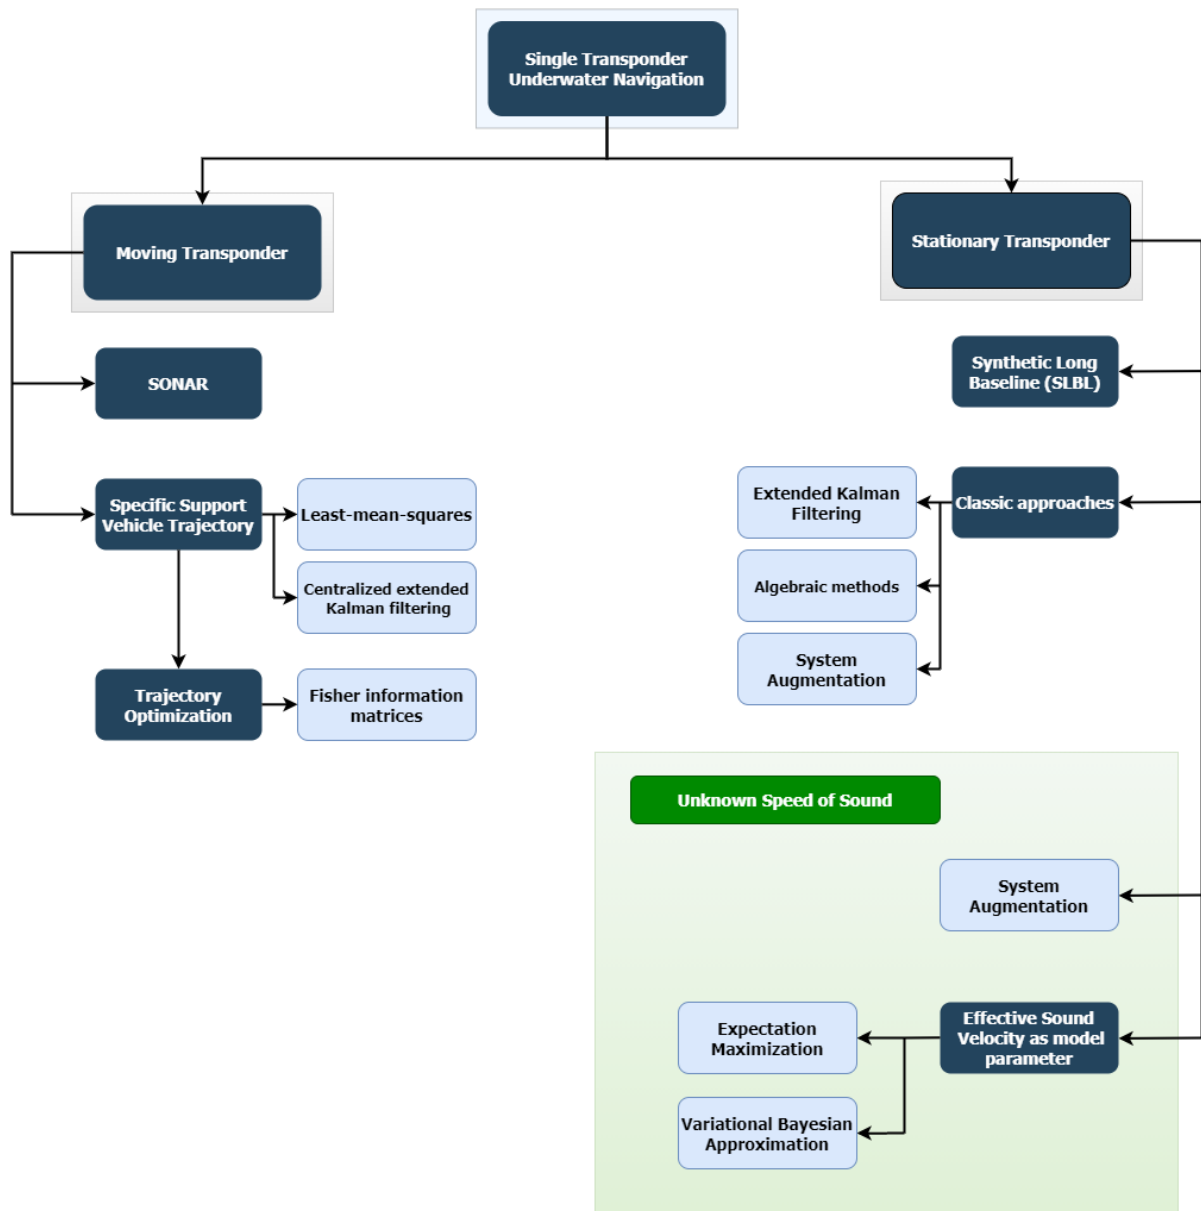 Single Transponder
Underwater Navigation
Moving Transponder
Stationary Transponder
SONAR
Synthetic Long
Baseline (SLBL)
Specific Support
Vehicle Trajectory
Least-mean-squares
Centralized extended
Kalman filtering
Extended Kalman
Filtering
Classic approaches
Algebraic methods
System
Augmentation
Trajectory
Optimization
Fisher information
matrices
Unknown Speed of Sound
System
Augmentation
Expectation
Maximization
Effective Sound
Velocity as model
parameter
Variational Bayesian
Approximation